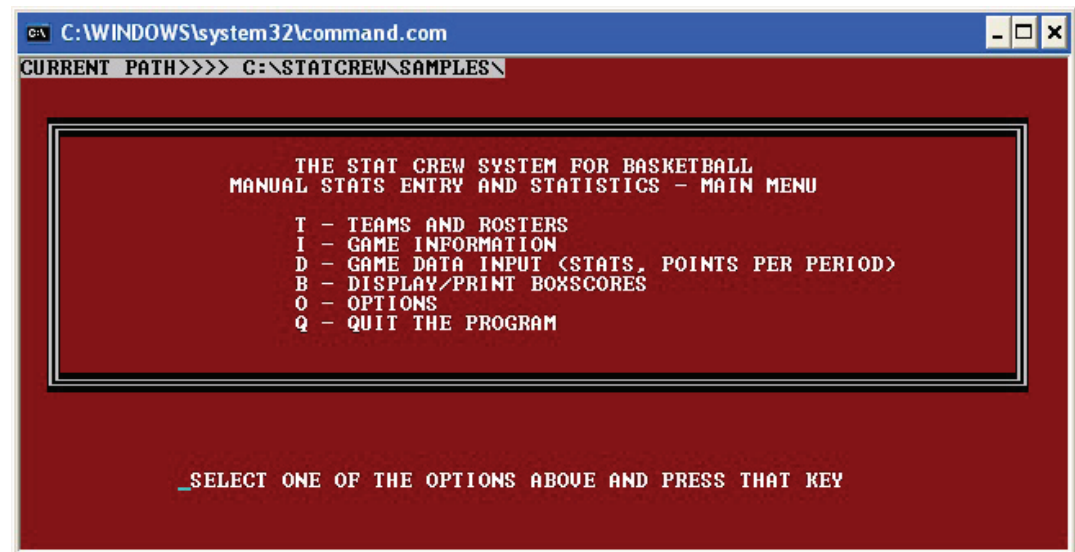 C:\WINDOWS\system32\command.com
CURRENT PATH>>>> C:\STATCREW\SAMPLES\
THE STAT CREW SYSTEM FOR BASKETBALL
MANUAL STATS ENTRY AND STATISTICS - MAIN MENU
T - TEAMS AND ROSTERS
I - GAME INFORMATION
D - GAME DATA INPUT (STATS, POINTS PER PERIOD)
B - DISPLAY/PRINT BOXSCORES
O - OPTIONS
Q - QUIT THE PROGRAM
_SELECT ONE OF THE OPTIONS ABOVE AND PRESS THAT KEY